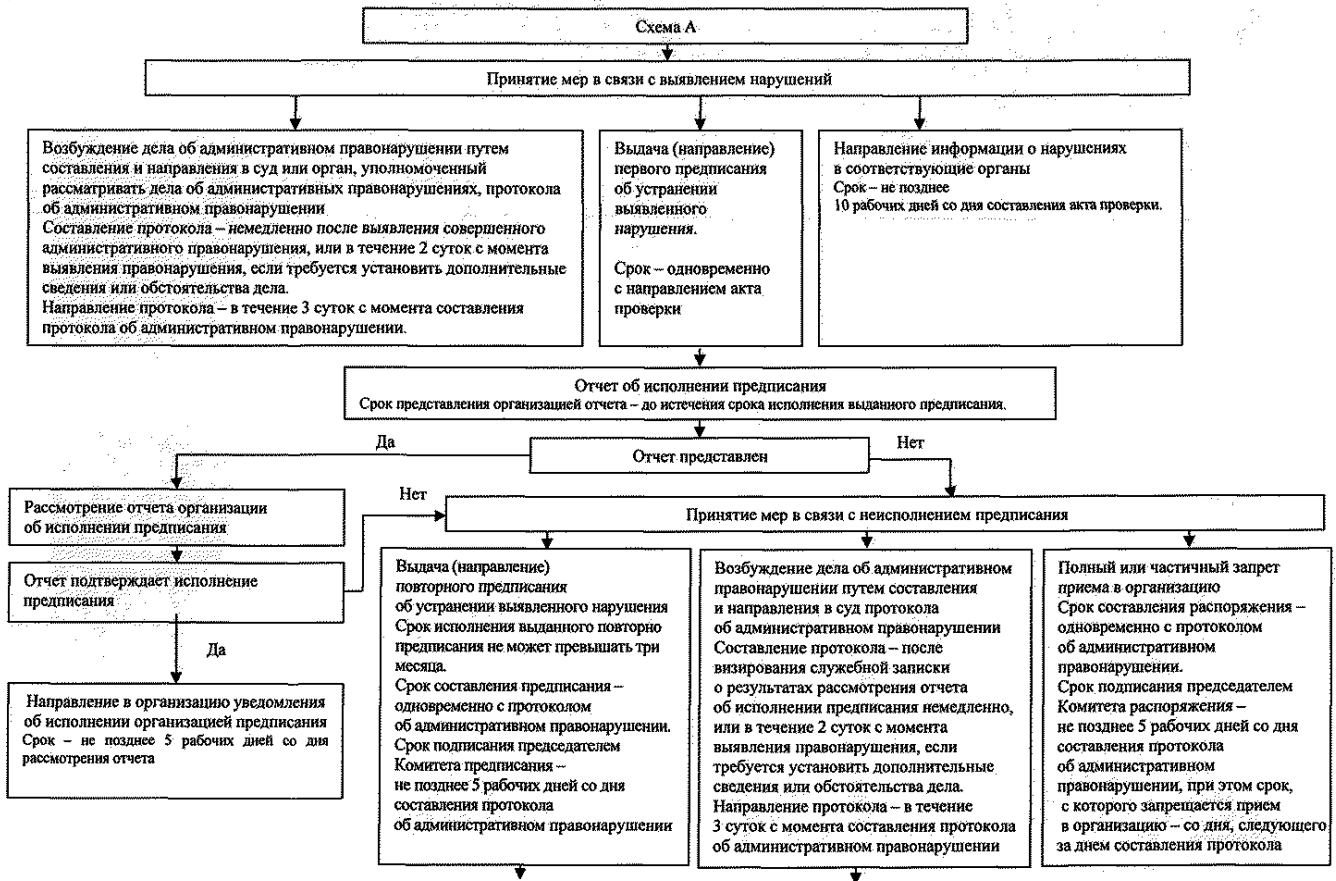 Схема А
Принятие мер в связи с выявлением нарушений
Возбуждение дела об административном правонарушении путем
составления и направления в суд или орган, уполномоченный
рассматривать дела об административных правонарушениях, протокола
об административном правонарушении
Составление протокола – немедленно после выявления совершенного
административного правонарушения, или в течение 2 суток с момента
выявления правонарушения, если требуется установить дополнительные
сведения или обстоятельства дела.
Направление протокола – в течение 3 суток с момента составления
протокола об административном правонарушении.
Выдача (направление)
первого предписания
об устранении
выявленного
нарушения.
Срок – одновременно
с направлением акта
проверки
Направление информации о нарушениях
в соответствующие органы
Срок – не позднее
10 рабочих дней со дня составления акта проверки.
Отчет об исполнении предписания
Срок представления организацией отчета – до истечения срока исполнения выданного предписания.
Да
Отчет представлен
Нет
Рассмотрение отчета организации
об исполнении предписания
Нет
Принятие мер в связи с неисполнением предписания
Отчет подтверждает исполнение
предписания
Да
Направление в организацию уведомления
об исполнении организацией предписания
Срок – не позднее 5 рабочих дней со дня
рассмотрения отчета
Выдача (направление)
повторного предписания
об устранении выявленного нарушения
Срок исполнения выданного повторно
предписания не может превышать три
месяца.
Срок составления предписания –
одновременно с протоколом
об административном правонарушении.
Срок подписания председателем
Комитета предписания –
не позднее 5 рабочих дней со дня
составления протокола
об административном правонарушении
Возбуждение дела об административном
правонарушении путем составления
и направления в суд протокола
об административном правонарушении
Составление протокола – после
визирования служебной записки
о результатах рассмотрения отчета
об исполнении предписания немедленно,
или в течение 2 суток с момента
выявления правонарушения, если
требуется установить дополнительные
сведения или обстоятельства дела.
Направление протокола – в течение
3 суток с момента составления протокола
об административном правонарушении
Полный или частичный запрет
приема в организацию
Срок составления распоряжения –
одновременно с протоколом
об административном
правонарушении.
Срок подписания председателем
Комитета распоряжения –
не позднее 5 рабочих дней со дня
составления протокола
об административном
правонарушении, при этом срок,
с которого запрещается прием
в организацию – со дня, следующего
за днем составления протокола